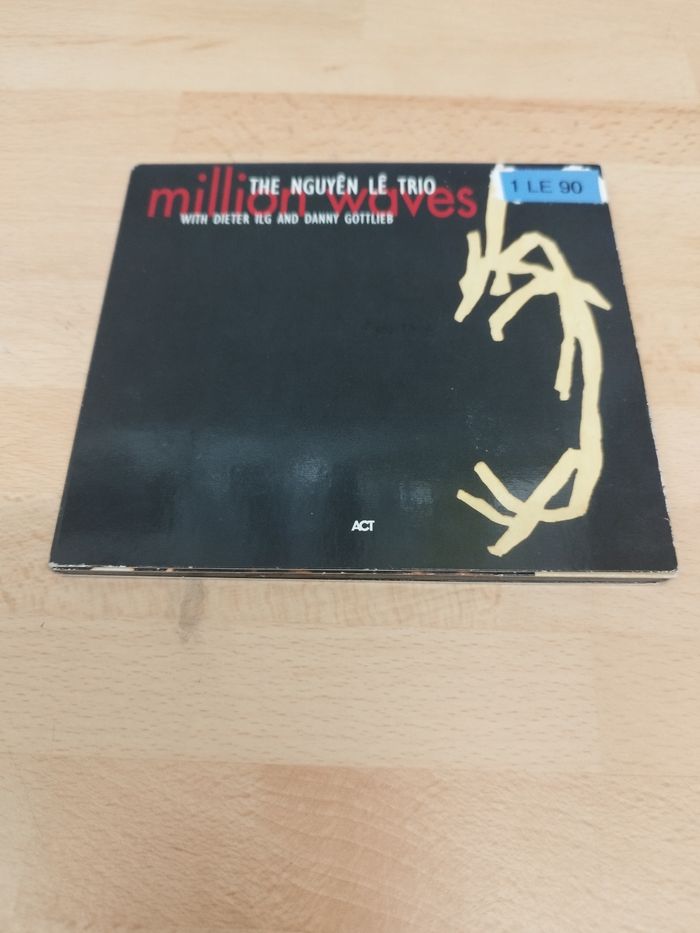 THE NGUYÊN LÊ TRIO
million waves
WITH DIETER ILG AND DANNY GOTTLIEB
1 LE 90
ACT